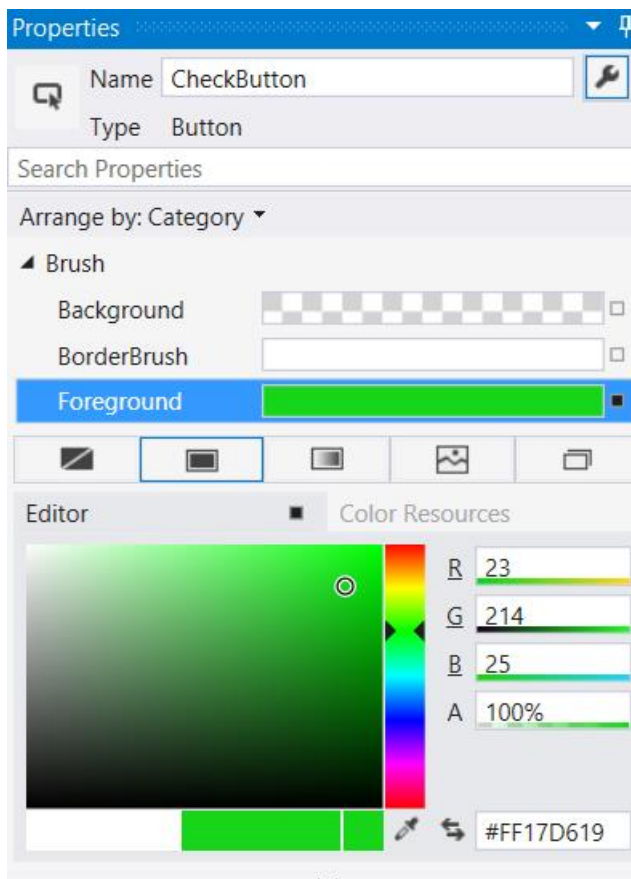 Properties
Name CheckButton
Type Button
Search Properties
Arrange by: Category
Brush
Background
BorderBrush
Foreground
Editor Color Resources
R 23
G 214
B 25
A 100%
#FF17D619